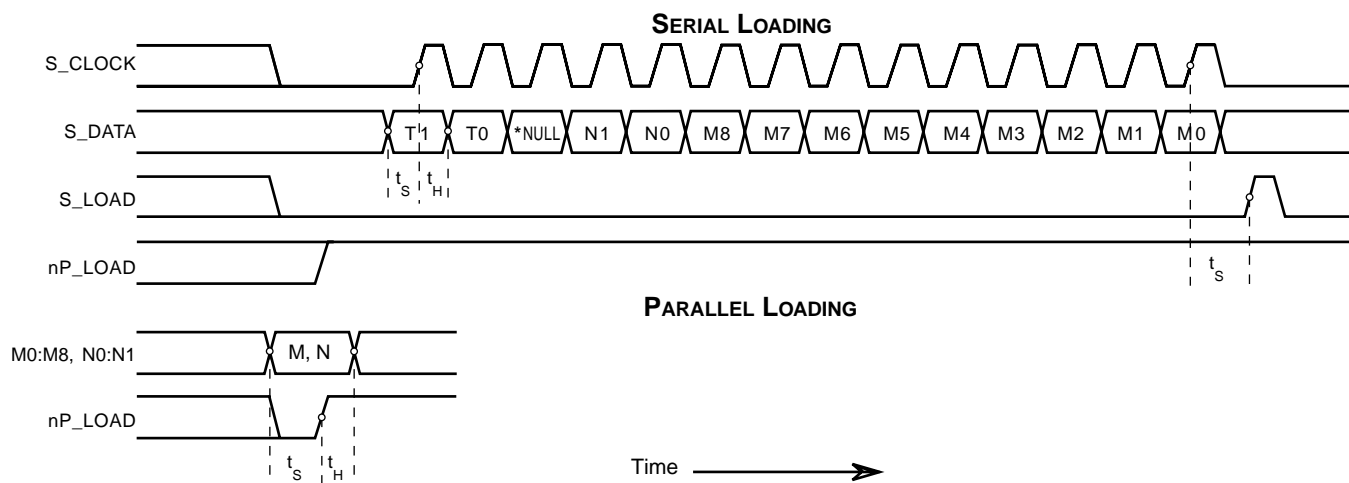 SERIAL LOADING
S_CLOCK
S_DATA
T1 T0 *NULL N1 N0 M8 M7 M6 M5 M4 M3 M2 M1 M0
tS tH
S_LOAD
nP_LOAD
tS
PARALLEL LOADING
M0:M8, N0:N1
M, N
nP_LOAD
tS tH
Time